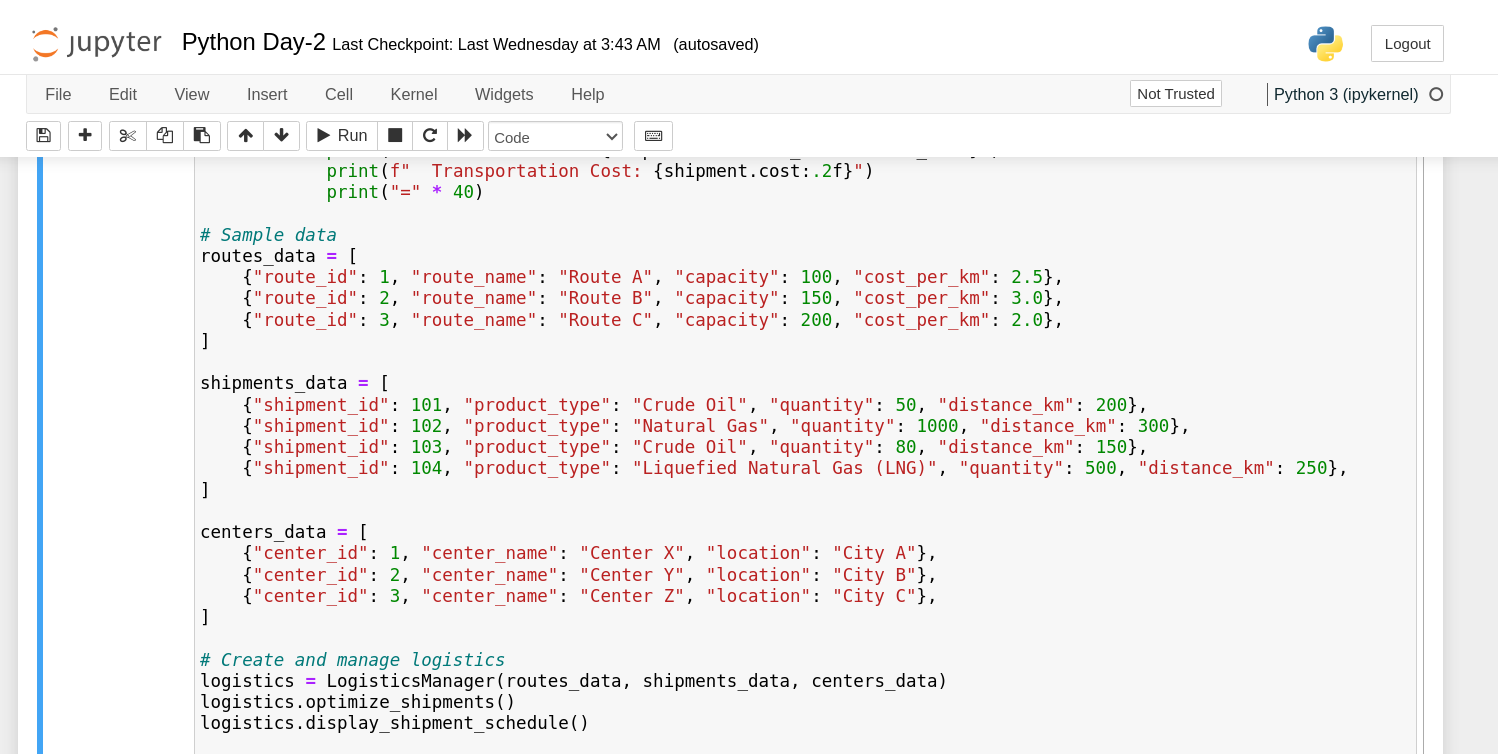 jupyter Python Day-2 Last Checkpoint: Last Wednesday at 3:43 AM (autosaved) Logout
File Edit View Insert Cell Kernel Widgets Help Not Trusted Python 3 (ipykernel)
Run Code
            print(f"  Transportation Cost: {shipment.cost:.2f}")
            print("=" * 40)
# Sample data
routes_data = [
    {"route_id": 1, "route_name": "Route A", "capacity": 100, "cost_per_km": 2.5},
    {"route_id": 2, "route_name": "Route B", "capacity": 150, "cost_per_km": 3.0},
    {"route_id": 3, "route_name": "Route C", "capacity": 200, "cost_per_km": 2.0},
]
shipments_data = [
    {"shipment_id": 101, "product_type": "Crude Oil", "quantity": 50, "distance_km": 200},
    {"shipment_id": 102, "product_type": "Natural Gas", "quantity": 1000, "distance_km": 300},
    {"shipment_id": 103, "product_type": "Crude Oil", "quantity": 80, "distance_km": 150},
    {"shipment_id": 104, "product_type": "Liquefied Natural Gas (LNG)", "quantity": 500, "distance_km": 250},
]
centers_data = [
    {"center_id": 1, "center_name": "Center X", "location": "City A"},
    {"center_id": 2, "center_name": "Center Y", "location": "City B"},
    {"center_id": 3, "center_name": "Center Z", "location": "City C"},
]
# Create and manage logistics
logistics = LogisticsManager(routes_data, shipments_data, centers_data)
logistics.optimize_shipments()
logistics.display_shipment_schedule()